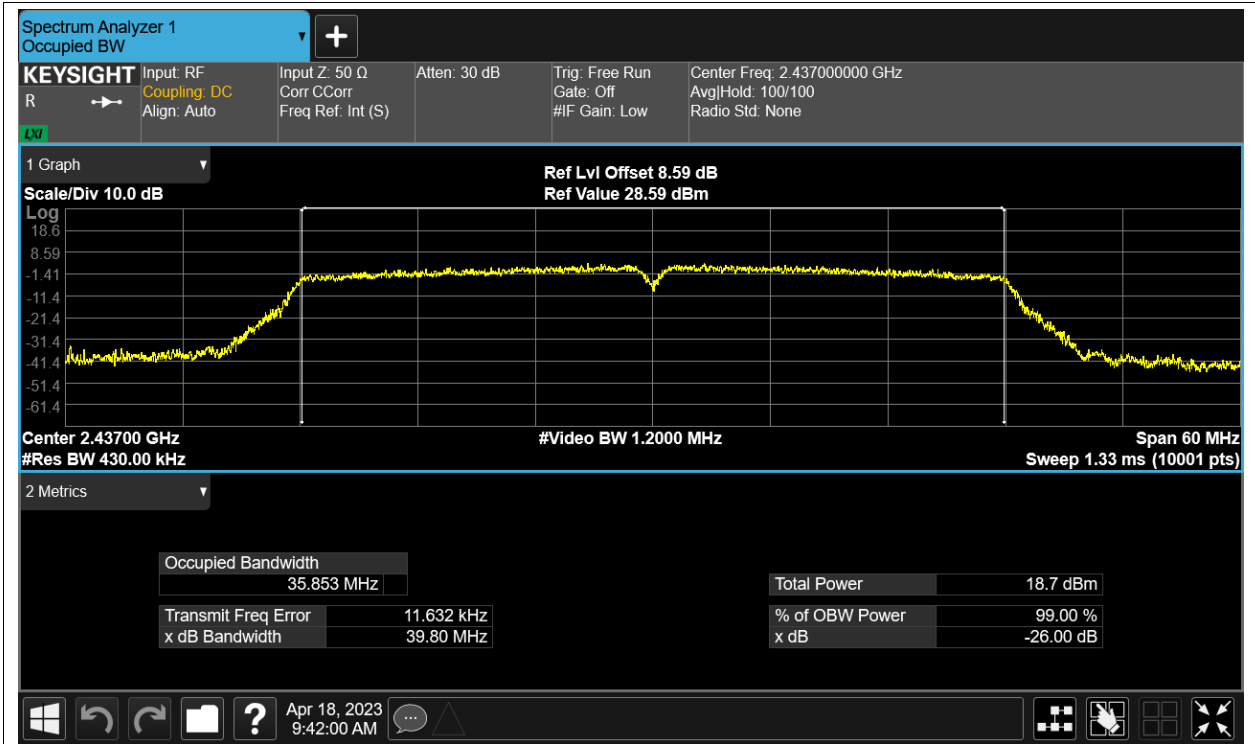 Spectrum Analyzer 1
Occupied BW
▼
+
KEYSIGHT Input: RF Input Z: 50 Ω Atten: 30 dB Trig: Free Run Center Freq: 2.437000000 GHz
R Coupling: DC Corr CCorr Gate: Off Avg|Hold: 100/100
Align: Auto Freq Ref: Int (S) #IF Gain: Low Radio Std: None
LXI
1 Graph ▼
Ref Lvl Offset 8.59 dB
Scale/Div 10.0 dB Ref Value 28.59 dBm
Log
18.6
8.59
-1.41
-11.4
-21.4
-31.4
-41.4
-51.4
-61.4
Center 2.43700 GHz #Video BW 1.2000 MHz Span 60 MHz
#Res BW 430.00 kHz Sweep 1.33 ms (10001 pts)
2 Metrics ▼
Occupied Bandwidth
35.853 MHz Total Power 18.7 dBm
Transmit Freq Error 11.632 kHz % of OBW Power 99.00 %
x dB Bandwidth 39.80 MHz x dB -26.00 dB
? Apr 18, 2023
9:42:00 AM